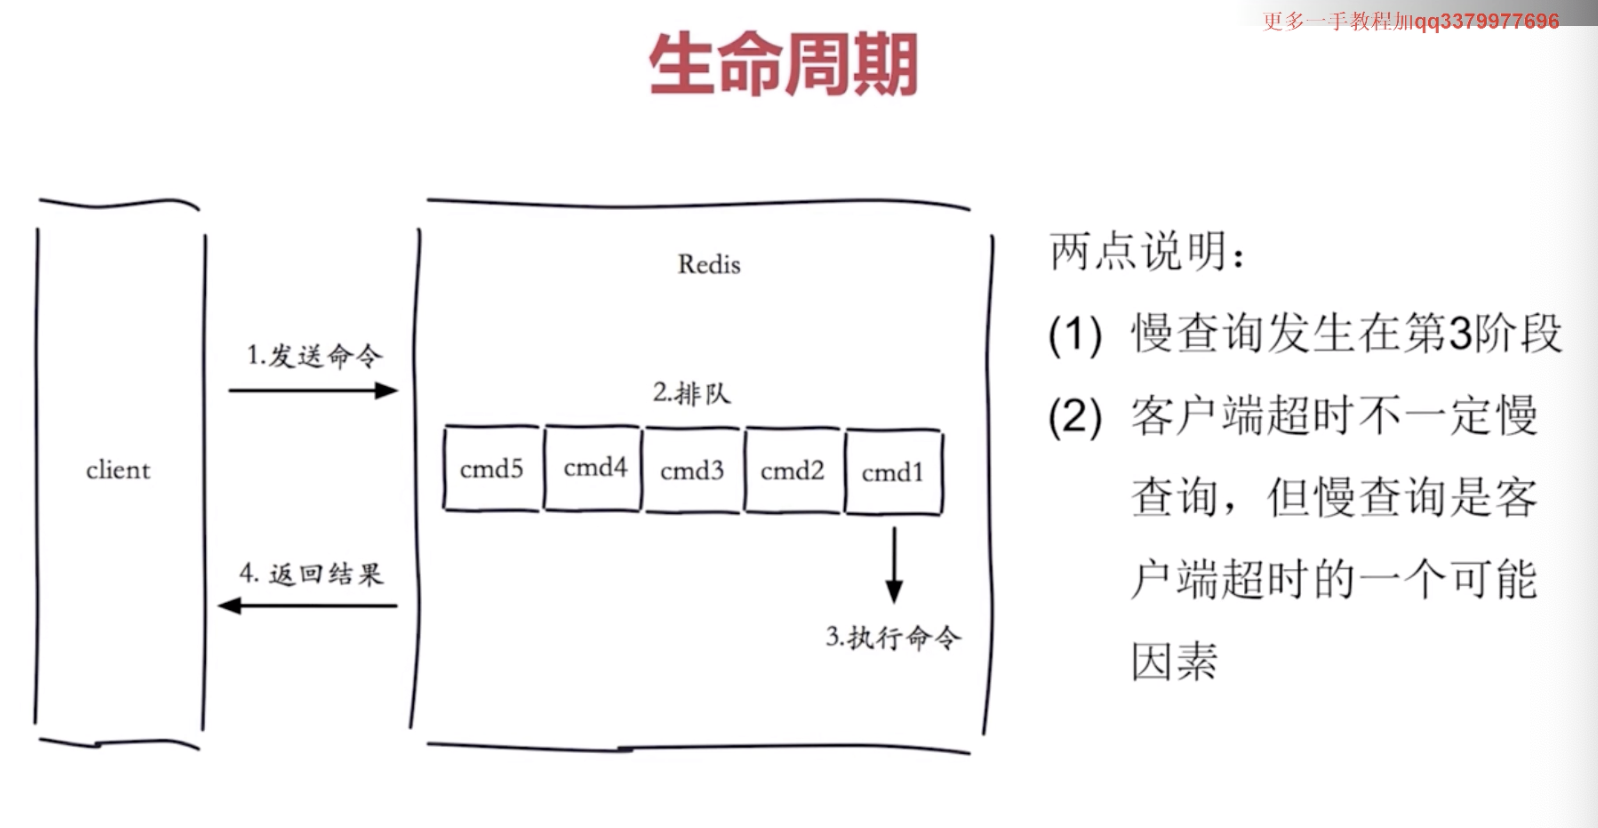 更多一手教程加qq3379977696
生命周期
Redis
1.发送命令
2.排队
client
cmd5 cmd4 cmd3 cmd2 cmd1
4. 返回结果
3.执行命令
两点说明：
(1) 慢查询发生在第3阶段
(2) 客户端超时不一定慢
查询，但慢查询是客
户端超时的一个可能
因素